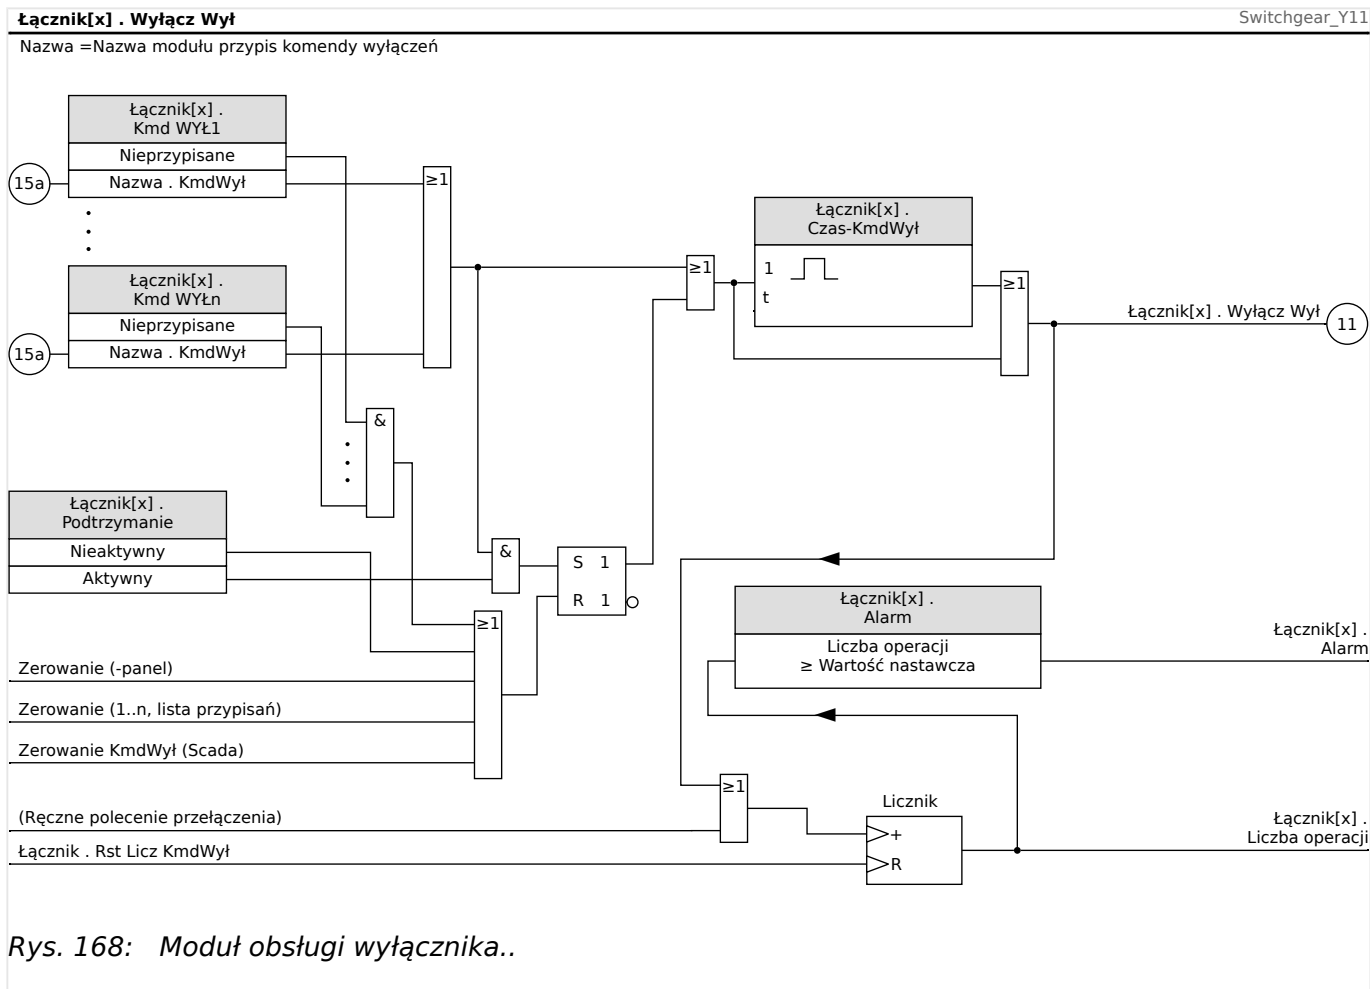 Łącznik[x] . Wyłącz Wył
Switchgear_Y11
Nazwa =Nazwa modułu przypis komendy wyłączeń
Łącznik[x] .
Kmd WYŁ1
Nieprzypisane
15a
Nazwa . KmdWył
≥1
Łącznik[x] .
Kmd WYŁn
Nieprzypisane
15a
Nazwa . KmdWył
≥1
Łącznik[x] .
Czas-KmdWył
1
t
≥1
Łącznik[x] . Wyłącz Wył
11
&
Łącznik[x] .
Podtrzymanie
Nieaktywny
Aktywny
&
S 1
R 1
≥1
Zerowanie (-panel)
Zerowanie (1..n, lista przypisań)
Zerowanie KmdWył (Scada)
Łącznik[x] .
Alarm
Liczba operacji
≥ Wartość nastawcza
Łącznik[x] .
Alarm
≥1
(Ręczne polecenie przełączenia)
Łącznik . Rst Licz KmdWył
Licznik
+
R
Łącznik[x] .
Liczba operacji
Rys. 168: Moduł obsługi wyłącznika..